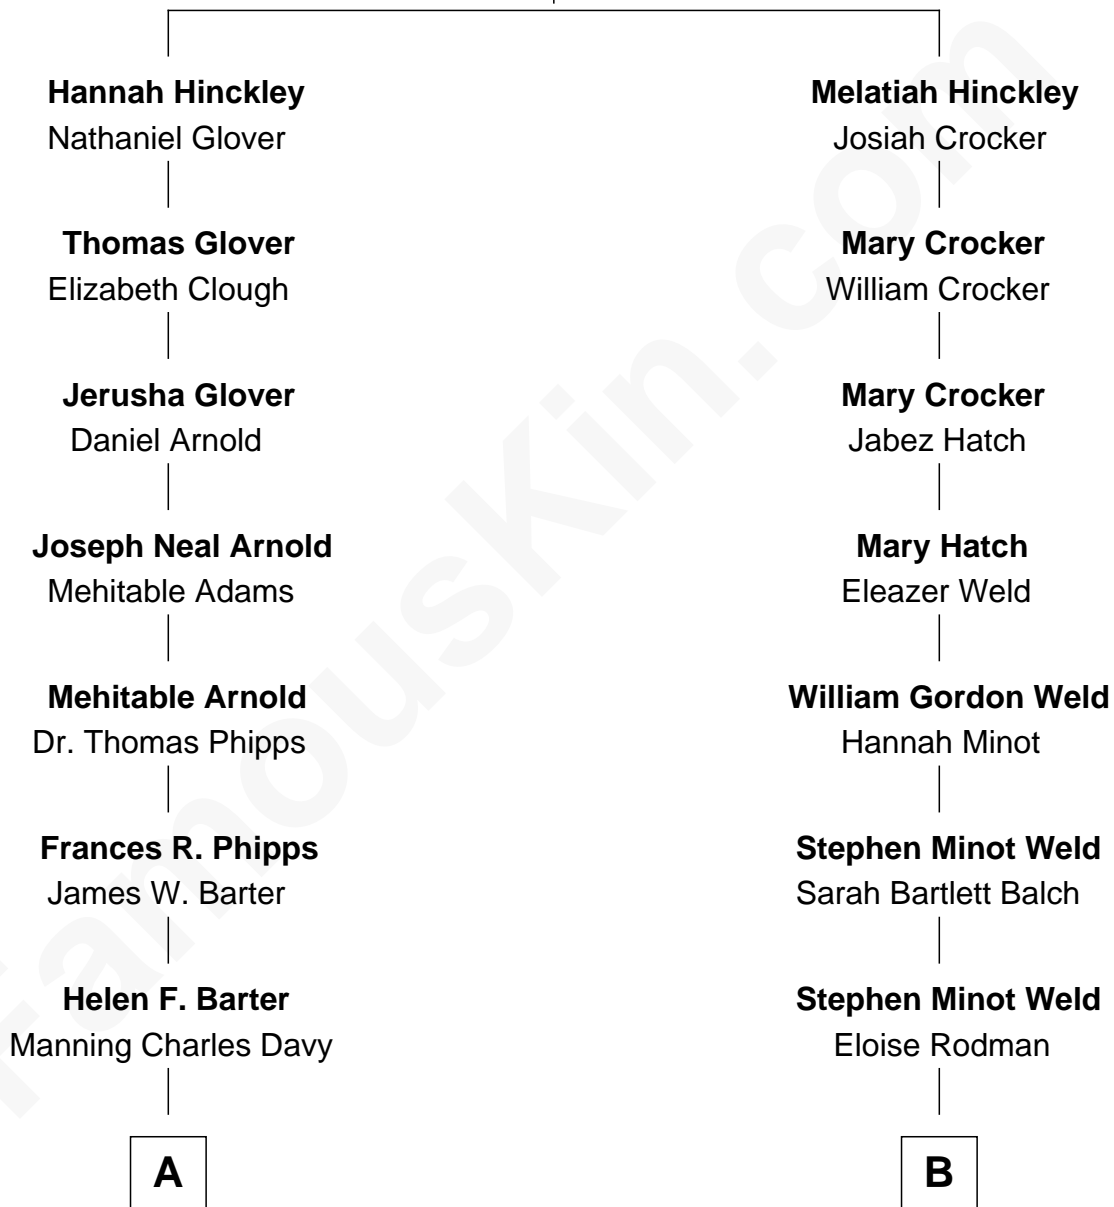 Hannah Hinckley
Nathaniel Glover
Thomas Glover
Elizabeth Clough
Jerusha Glover
Daniel Arnold
Joseph Neal Arnold
Mehitable Adams
Mehitable Arnold
Dr. Thomas Phipps
Frances R. Phipps
James W. Barter
Helen F. Barter
Manning Charles Davy
A
Melatiah Hinckley
Josiah Crocker
Mary Crocker
William Crocker
Mary Crocker
Jabez Hatch
Mary Hatch
Eleazer Weld
William Gordon Weld
Hannah Minot
Stephen Minot Weld
Sarah Bartlett Balch
Stephen Minot Weld
Eloise Rodman
B
FamousKin.com